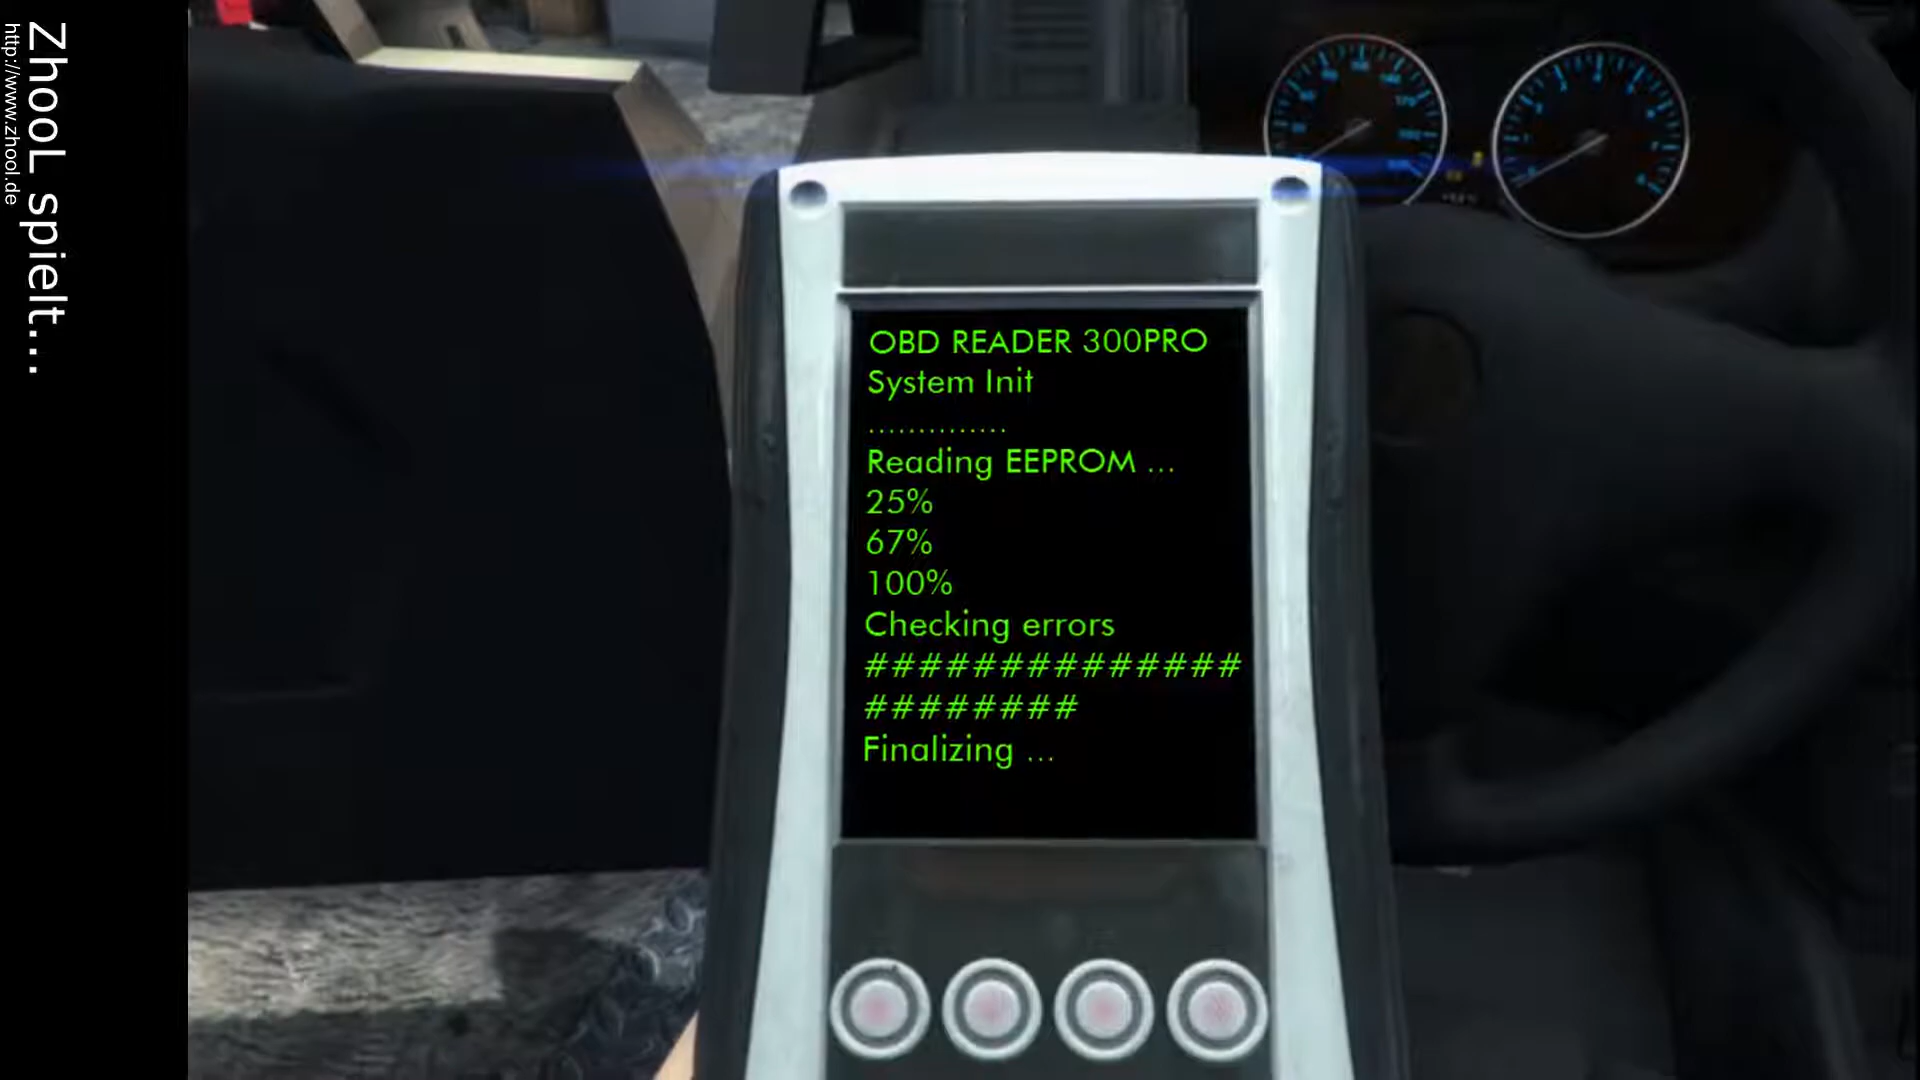 ZhooL spielt...
http://www.zhool.de
OBD READER 300PRO
System Init
..............
Reading EEPROM ...
25%
67%
100%
Checking errors
##############
########
Finalizing ...